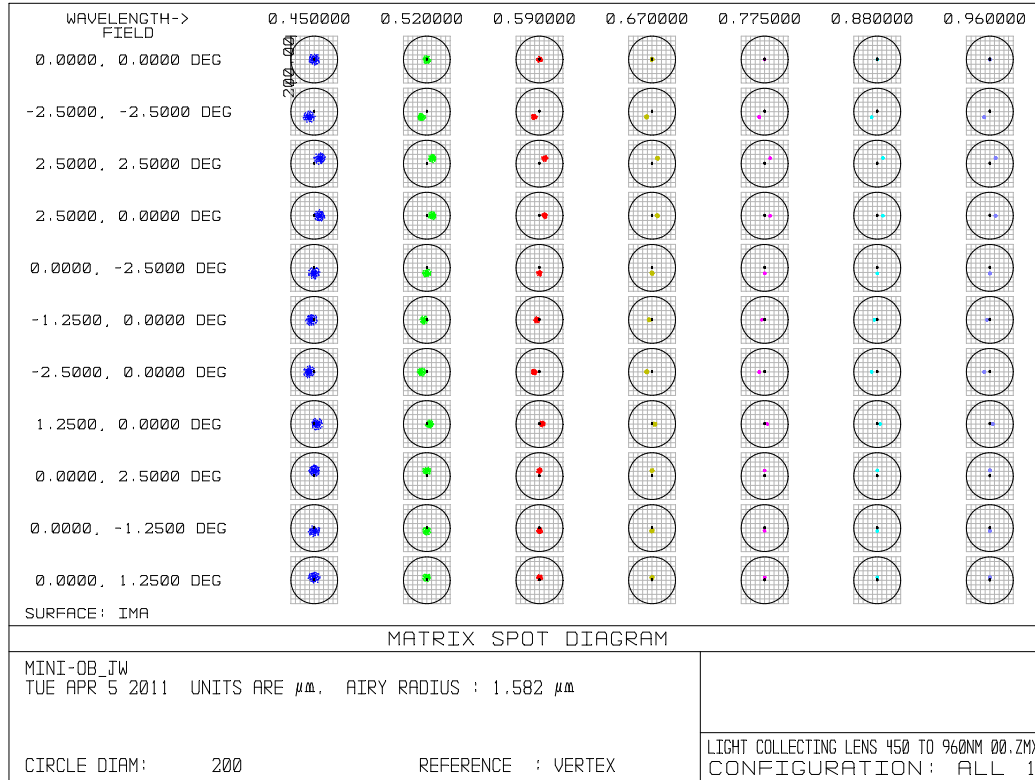 WAVELENGTH-> 0.450000 0.520000 0.590000 0.670000 0.775000 0.880000 0.960000
FIELD
200.00
0.0000, 0.0000 DEG
-2.5000, -2.5000 DEG
2.5000, 2.5000 DEG
2.5000, 0.0000 DEG
0.0000, -2.5000 DEG
-1.2500, 0.0000 DEG
-2.5000, 0.0000 DEG
1.2500, 0.0000 DEG
0.0000, 2.5000 DEG
0.0000, -1.2500 DEG
0.0000, 1.2500 DEG
SURFACE: IMA
MATRIX SPOT DIAGRAM
MINI-OB_JW
TUE APR 5 2011 UNITS ARE µm. AIRY RADIUS : 1.582 µm
CIRCLE DIAM: 200 REFERENCE : VERTEX
LIGHT COLLECTING LENS 450 TO 960NM 00.ZMX
CONFIGURATION: ALL 1